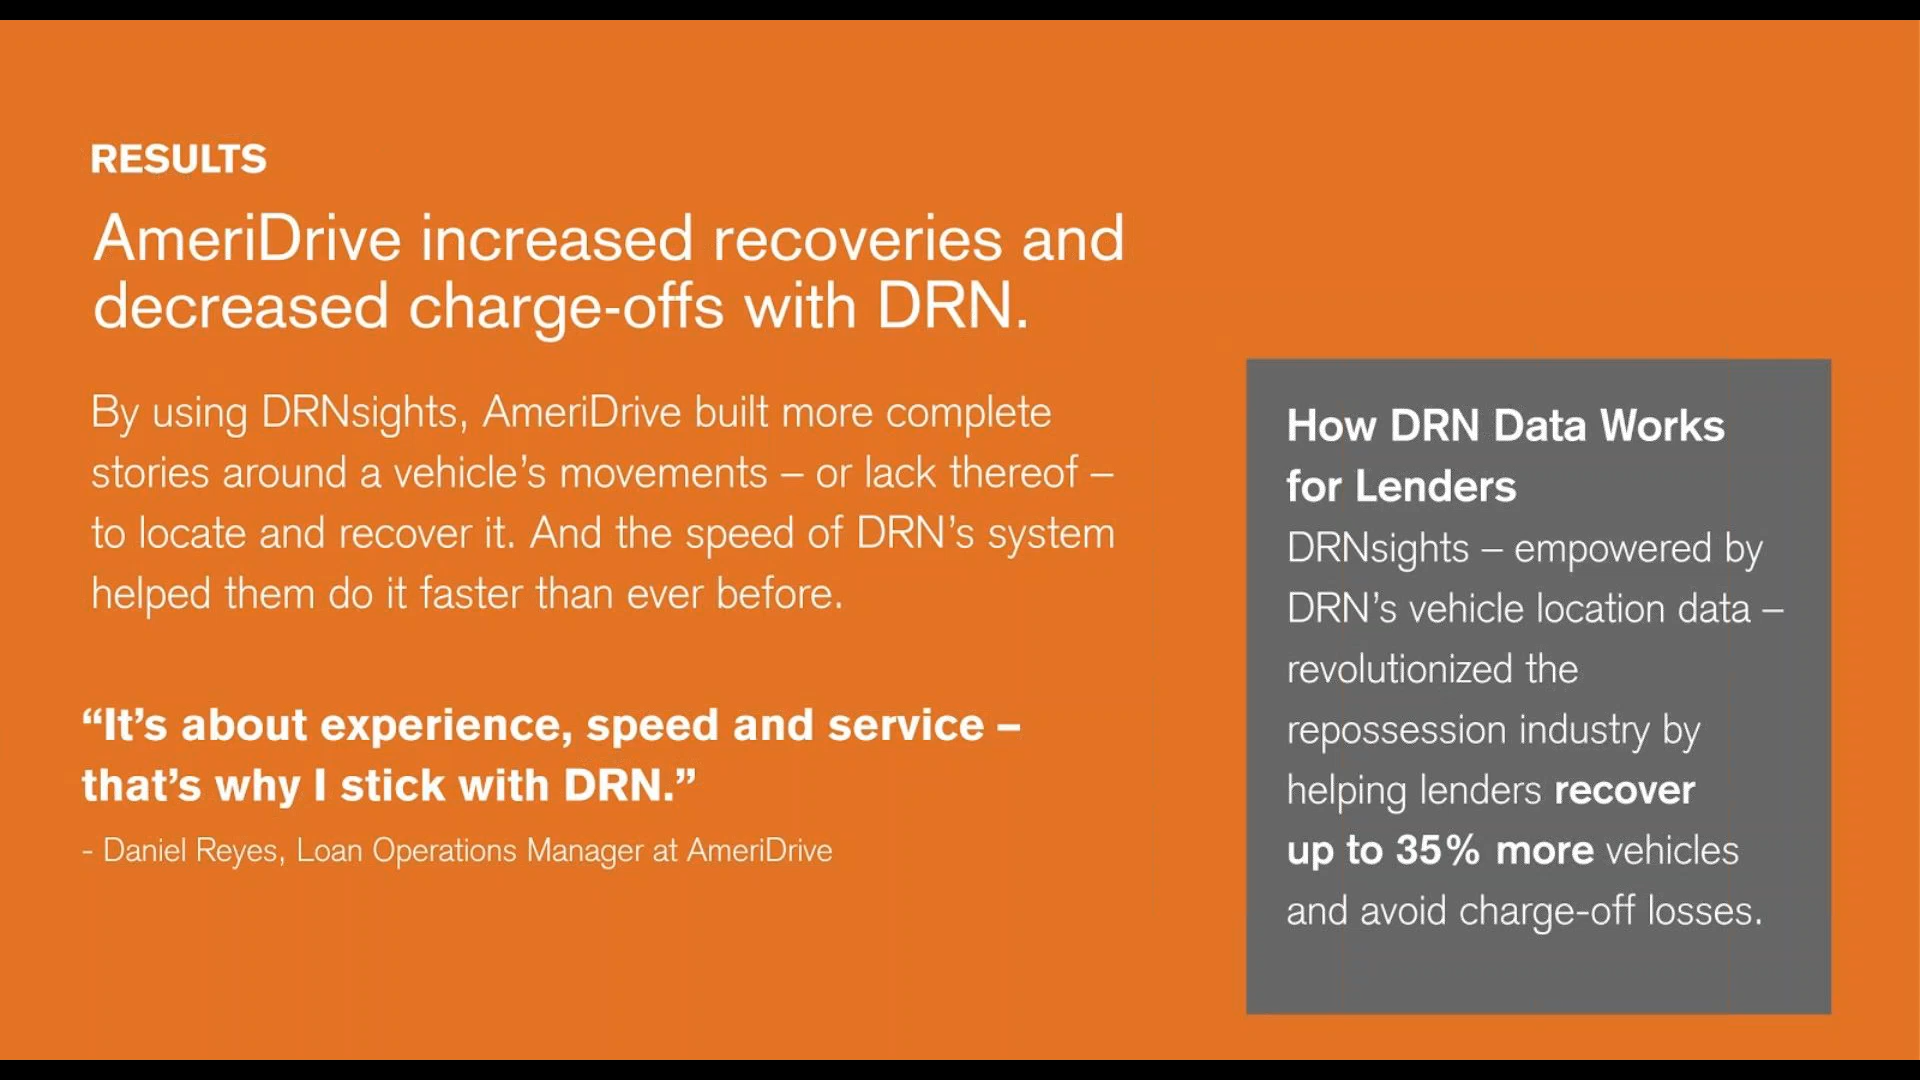 RESULTS
AmeriDrive increased recoveries and
decreased charge-offs with DRN.
By using DRNsights, AmeriDrive built more complete
stories around a vehicle’s movements – or lack thereof –
to locate and recover it. And the speed of DRN’s system
helped them do it faster than ever before.
“It’s about experience, speed and service –
that’s why I stick with DRN.”
- Daniel Reyes, Loan Operations Manager at AmeriDrive
How DRN Data Works
for Lenders
DRNsights – empowered by
DRN’s vehicle location data –
revolutionized the
repossession industry by
helping lenders recover
up to 35% more vehicles
and avoid charge-off losses.